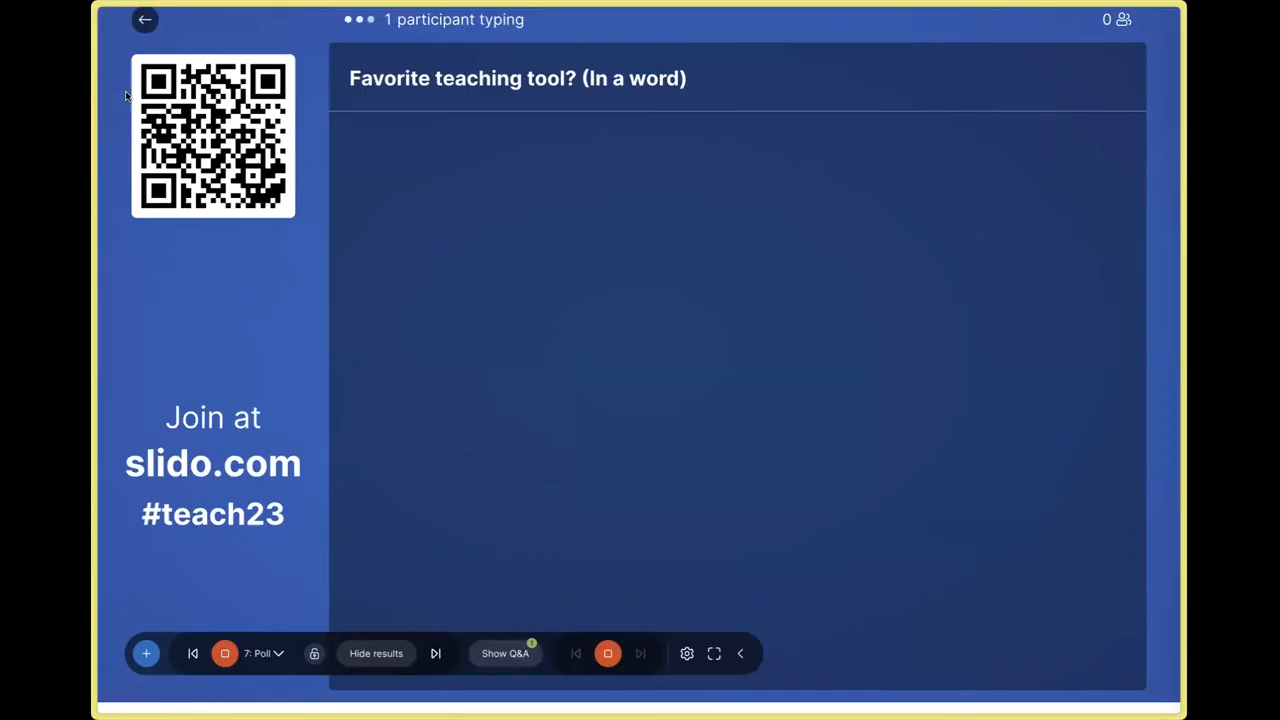 1 participant typing
0
Favorite teaching tool? (In a word)
Join at
slido.com
#teach23
7: Poll
Hide results
Show Q&A
1